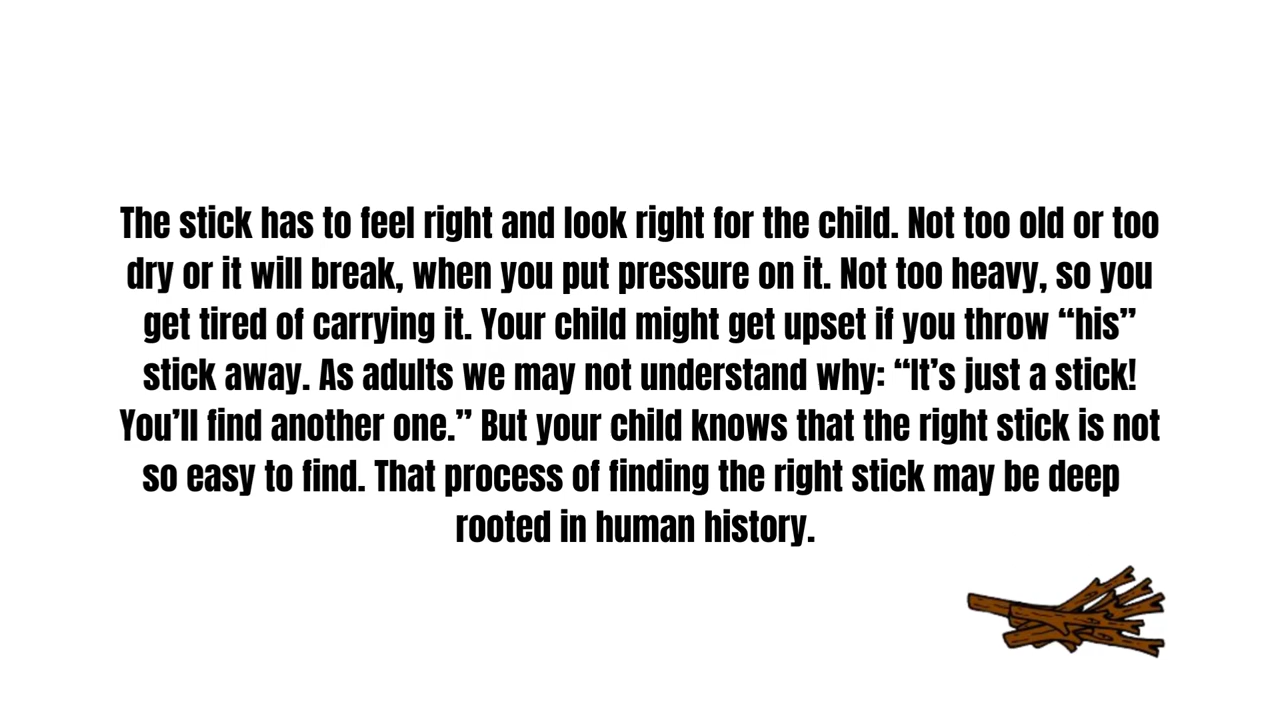 The stick has to feel right and look right for the child. Not too old or too
dry or it will break, when you put pressure on it. Not too heavy, so you
get tired of carrying it. Your child might get upset if you throw “his”
stick away. As adults we may not understand why: “It’s just a stick!
You’ll find another one.” But your child knows that the right stick is not
so easy to find. That process of finding the right stick may be deep
rooted in human history.